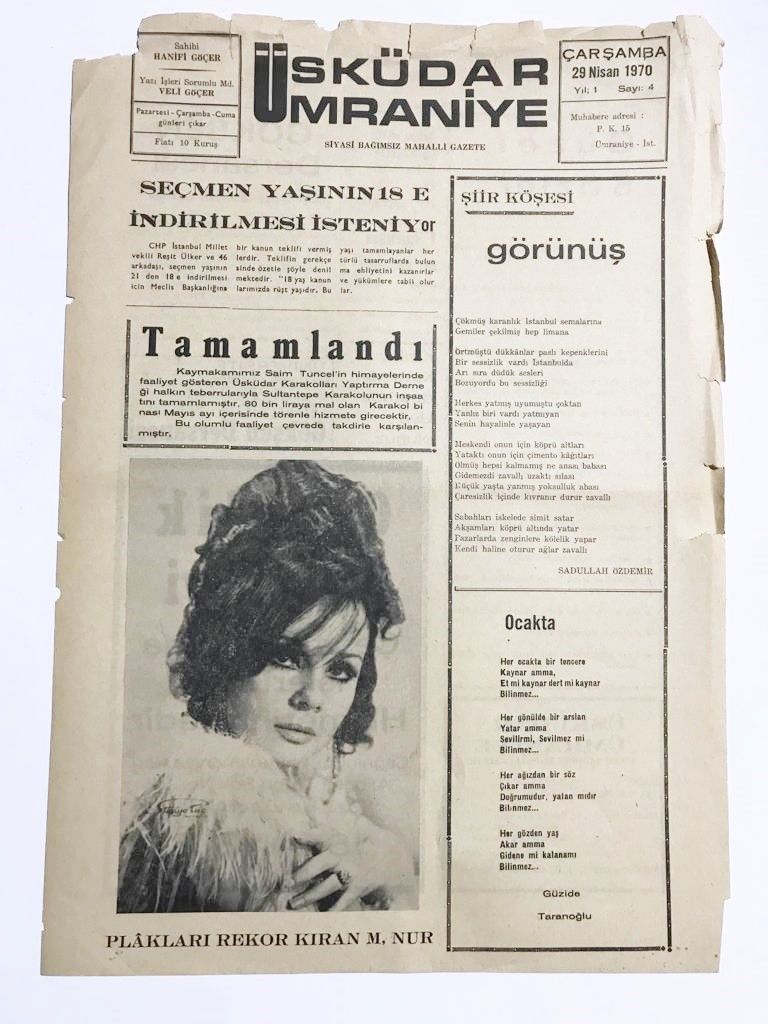 Sahibi
HANİFİ GÖÇER
Yazı İşleri Sorumlu Md.
VELİ GÖÇER
Pazartesi - Çarşamba - Cuma
günleri çıkar
Fiatı 10 Kuruş
ÜSKÜDAR
ÜMRANİYE
SİYASİ BAĞIMSIZ MAHALLİ GAZETE
ÇARŞAMBA
29 Nisan 1970
Yıl; 1 Sayı; 4
Muhabere adresi :
P. K. 15
Ümraniye - İst.
SEÇMEN YAŞININ 18 E
İNDİRİLMESİ İSTENİYor
CHP İstanbul Millet
vekili Reşit Ülker ve 46
arkadaşı, seçmen yaşının
21 den 18 e indirilmesi
için Meclis Başkanlığına
bir kanun teklifi vermiş
lerdir. Teklifin gerekçe
sinde özetle şöyle denil
mektedir. "18 yaş kanun
larımızda rüşt yaşıdır. Bu
yaşı tamamlayanlar her
türlü tasarruflarda bulun
ma ehliyetini kazanırlar
ve yükümlere tabii olur
lar.
Tamamlandı
Kaymakamımız Saim Tuncel'in himayelerinde
faaliyet gösteren Üsküdar Karakolları Yaptırma Derne
ği halkın teberrularıyla Sultantepe Karakolunun inşaa
tını tamamlamıştır. 80 bin liraya mal olan Karakol bi
nası Mayıs ayı içerisinde törenle hizmete girecektir.
Bu olumlu faaliyet çevrede takdirle karşılan-
mıştır.
PLÂKLARI REKOR KIRAN M, NUR
ŞİİR KÖŞESİ
görünüş
Çökmüş karanlık İstanbul semalarına
Gemiler çekilmiş hep limana
Örtmüştü dükkânlar paslı kepenklerini
Bir sessizlik vardı İstanbulda
Arı sıra düdük sesleri
Bozuyordu bu sessizliği
Herkes yatmış uyumuştu çoktan
Yanlız biri vardı yatmıyan
Senin hayalinle yaşayan
Meskendi onun için köprü altları
Yataktı onun için çimento kâğıtları
Ölmüş hepsi kalmamış ne anası babası
Gidemezdi zavallı uzaktı sılası
Küçük yaşta yanmış yoksulluk abası
Çaresizlik içinde kıvranır durur zavallı
Sabahları iskelede simit satar
Akşamları köprü altında yatar
Pazarlarda zenginlere kölelik yapar
Kendi haline oturur ağlar zavallı
SADULLAH ÖZDEMİR
Ocakta
Her ocakta bir tencere
Kaynar amma,
Et mi kaynar dert mi kaynar
Bilinmez...
Her gönülde bir arslan
Yatar amma
Sevilirmi, Sevilmez mi
Bilinmez...
Her ağızdan bir söz
Çıkar amma
Doğrumudur, yalan mıdır
Bilinmez...
Her gözden yaş
Akar amma
Gidene mi kalanamı
Bilinmez...
Güzide
Taranoğlu